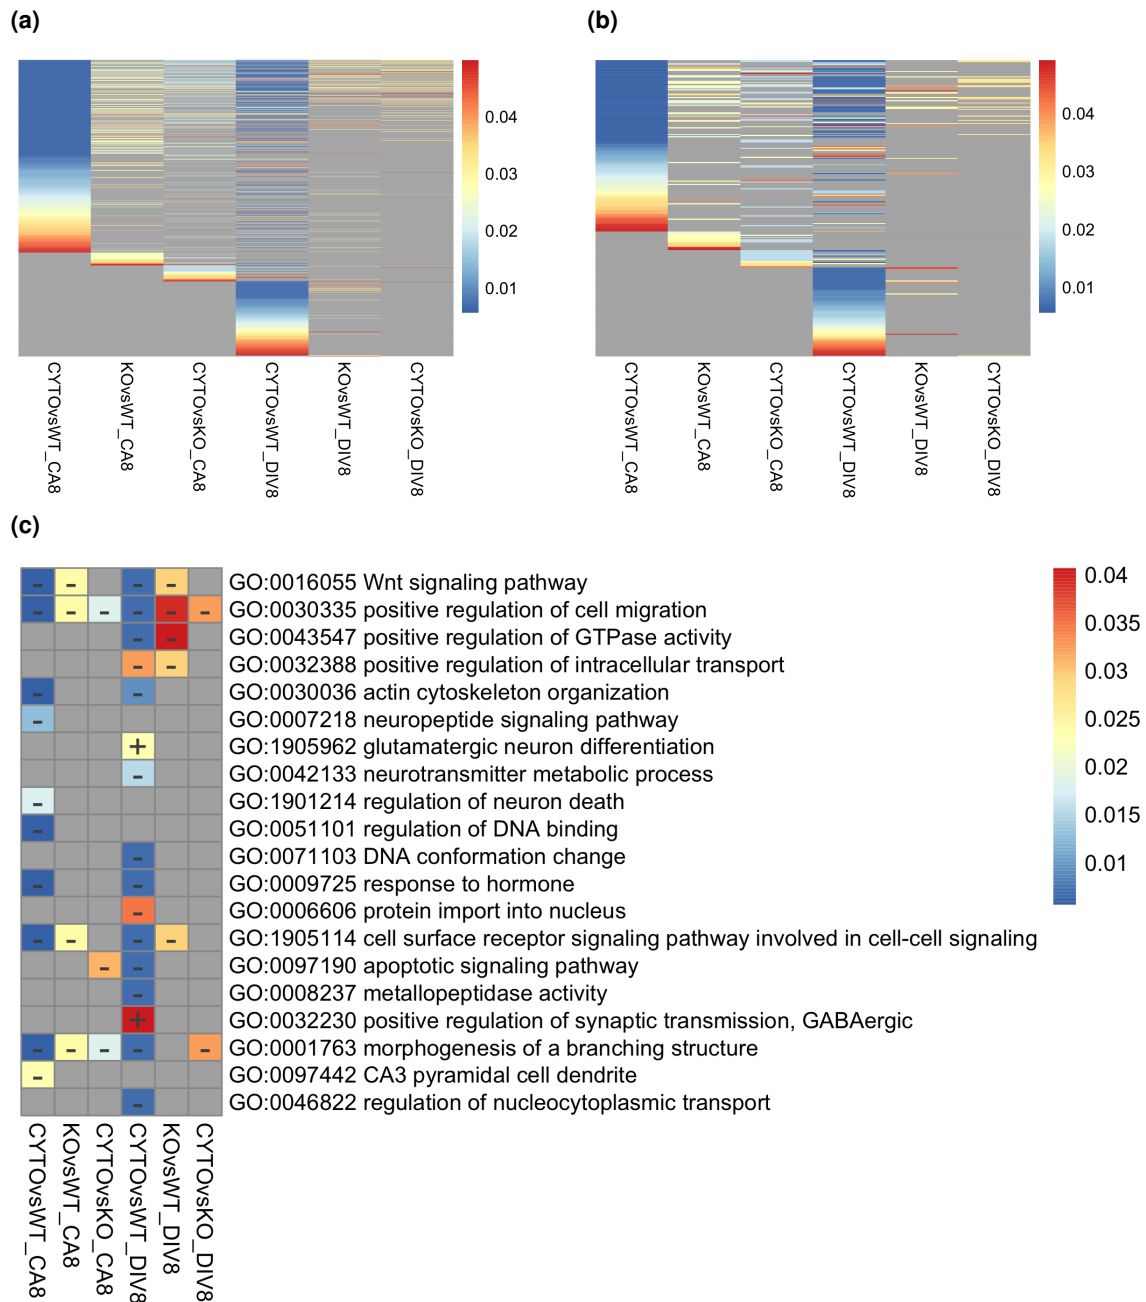 (a)
(b)
0.04
0.03
0.02
0.01
0.04
0.03
0.02
0.01
CYTOvsWT_CA8
KOvsWT_CA8
CYTOvsKO_CA8
CYTOvsWT_DIV8
KOvsWT_DIV8
CYTOvsKO_DIV8
CYTOvsWT_CA8
KOvsWT_CA8
CYTOvsKO_CA8
CYTOvsWT_DIV8
KOvsWT_DIV8
CYTOvsKO_DIV8
(c)
- - - - GO:0016055 Wnt signaling pathway
- - - - - - GO:0030335 positive regulation of cell migration
- - GO:0043547 positive regulation of GTPase activity
- - GO:0032388 positive regulation of intracellular transport
- - GO:0030036 actin cytoskeleton organization
- GO:0007218 neuropeptide signaling pathway
+ GO:1905962 glutamatergic neuron differentiation
- GO:0042133 neurotransmitter metabolic process
- GO:1901214 regulation of neuron death
- GO:0051101 regulation of DNA binding
- GO:0071103 DNA conformation change
- - GO:0009725 response to hormone
- GO:0006606 protein import into nucleus
- - - - GO:1905114 cell surface receptor signaling pathway involved in cell-cell signaling
- - GO:0097190 apoptotic signaling pathway
- GO:0008237 metallopeptidase activity
+ GO:0032230 positive regulation of synaptic transmission, GABAergic
- - - - - GO:0001763 morphogenesis of a branching structure
- GO:0097442 CA3 pyramidal cell dendrite
- GO:0046822 regulation of nucleocytoplasmic transport
0.04
0.035
0.03
0.025
0.02
0.015
0.01
CYTOvsWT_CA8
KOvsWT_CA8
CYTOvsKO_CA8
CYTOvsWT_DIV8
KOvsWT_DIV8
CYTOvsKO_DIV8